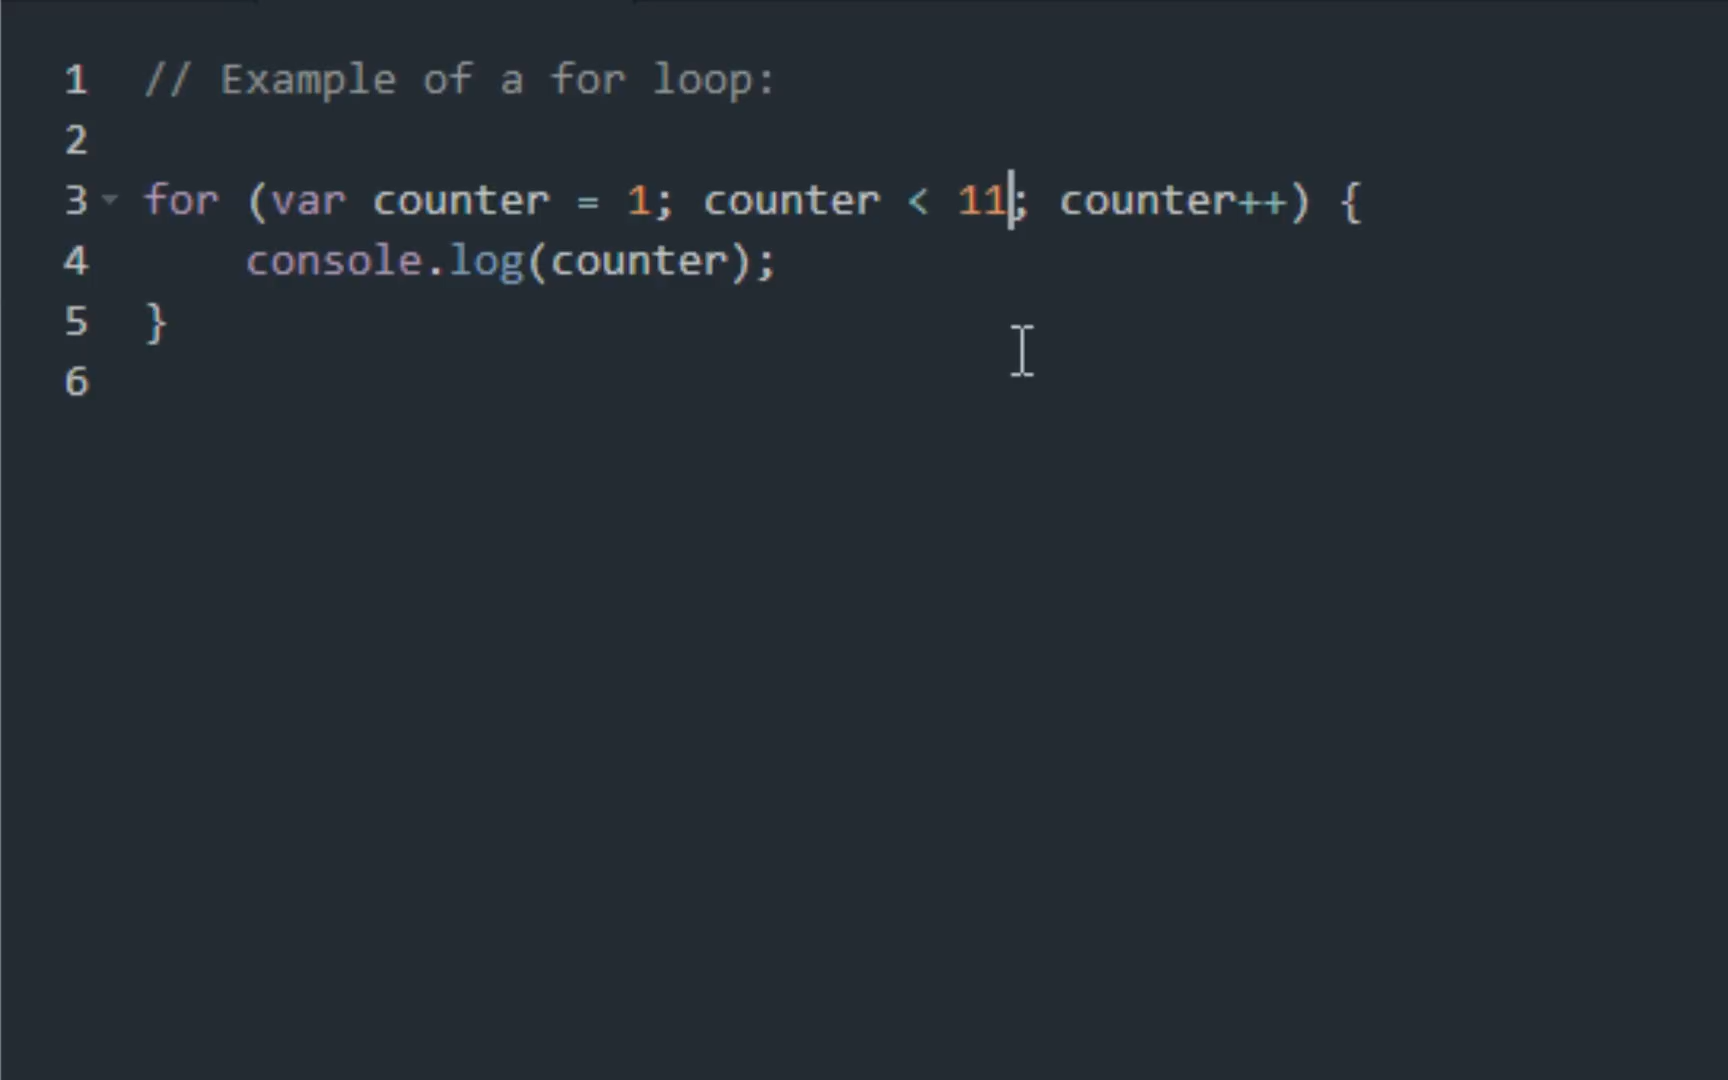 1 // Example of a for loop:
2
3 for (var counter = 1; counter < 11; counter++) {
4     console.log(counter);
5 }
6